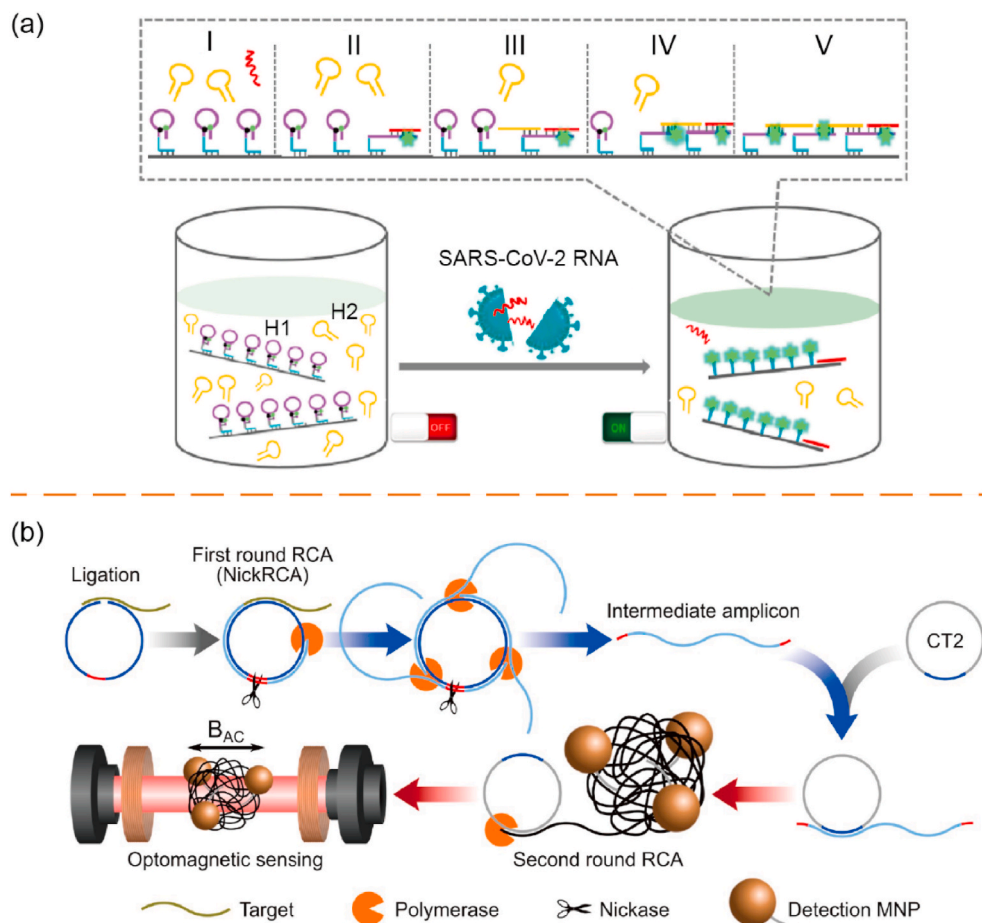 (a)
I II III IV V
SARS-CoV-2 RNA
H1 H2
OFF ON
(b)
First round RCA
(NickRCA)
Ligation
Intermediate amplicon
CT2
B_AC
Optomagnetic sensing
Second round RCA
Target Polymerase Nickase Detection MNP